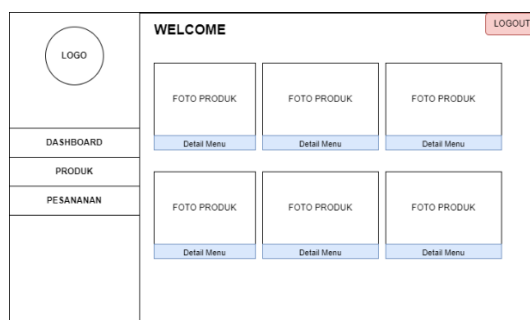 LOGO
DASHBOARD
PRODUK
PESANANAN
WELCOME
LOGOUT
FOTO PRODUK
FOTO PRODUK
FOTO PRODUK
Detail Menu
Detail Menu
Detail Menu
FOTO PRODUK
FOTO PRODUK
FOTO PRODUK
Detail Menu
Detail Menu
Detail Menu